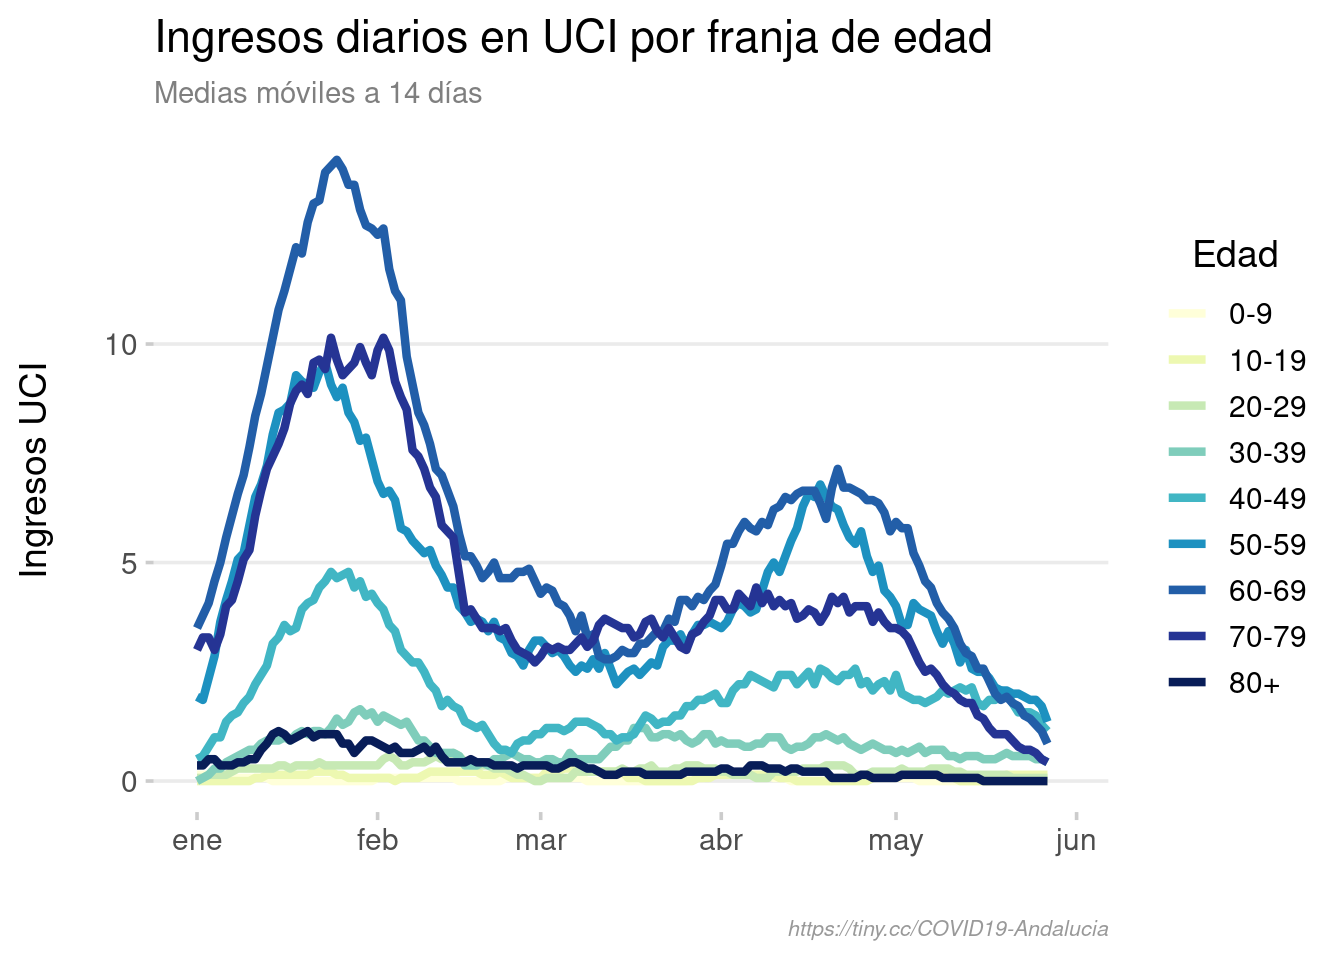 Ingresos diarios en UCI por franja de edad
Medias móviles a 14 días
Ingresos UCI
10
5
0
ene
feb
mar
abr
may
jun
Edad
0-9
10-19
20-29
30-39
40-49
50-59
60-69
70-79
80+
https://tiny.cc/COVID19-Andalucia